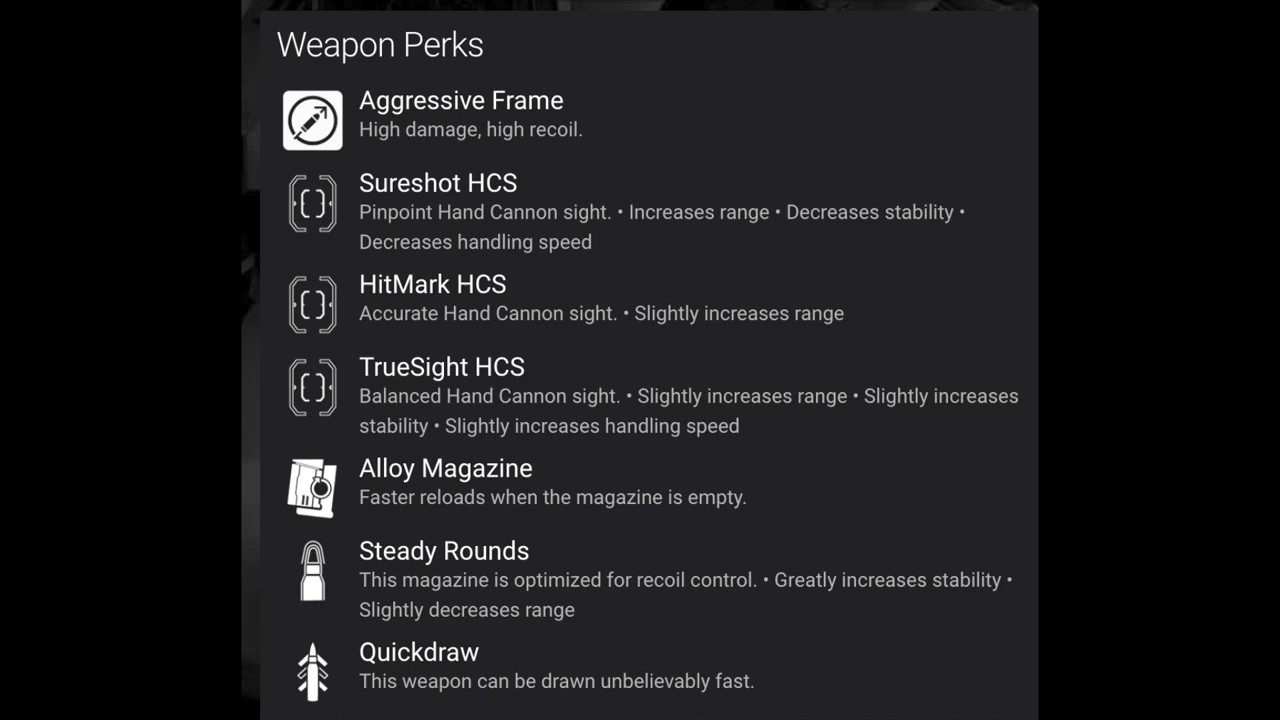 Weapon Perks
Aggressive Frame
High damage, high recoil.
Sureshot HCS
Pinpoint Hand Cannon sight. • Increases range • Decreases stability •
Decreases handling speed
HitMark HCS
Accurate Hand Cannon sight. • Slightly increases range
TrueSight HCS
Balanced Hand Cannon sight. • Slightly increases range • Slightly increases
stability • Slightly increases handling speed
Alloy Magazine
Faster reloads when the magazine is empty.
Steady Rounds
This magazine is optimized for recoil control. • Greatly increases stability •
Slightly decreases range
Quickdraw
This weapon can be drawn unbelievably fast.